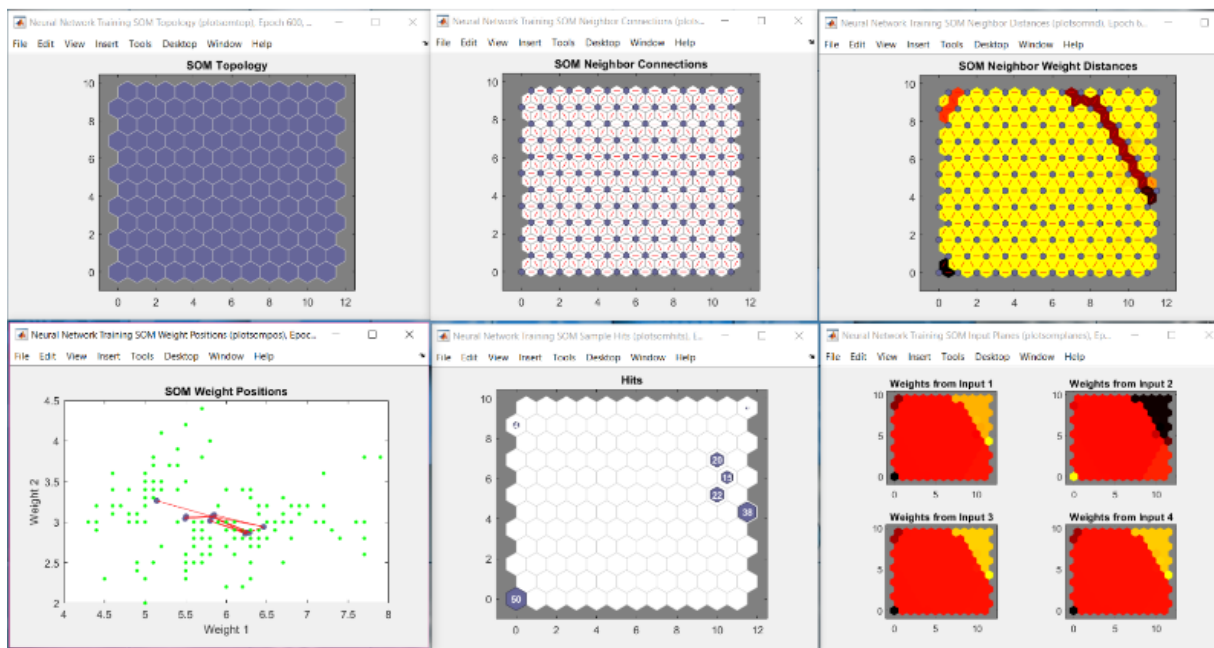 Neural Network Training SOM Topology (plotsomtop), Epoch 600, ...
File Edit View Insert Tools Desktop Window Help
SOM Topology
10
8
6
4
2
0
0 2 4 6 8 10 12
Neural Network Training SOM Neighbor Connections (plots...
File Edit View Insert Tools Desktop Window Help
SOM Neighbor Connections
10
8
6
4
2
0
0 2 4 6 8 10 12
Neural Network Training SOM Neighbor Distances (plotsomnd), Epoch 6...
File Edit View Insert Tools Desktop Window Help
SOM Neighbor Weight Distances
10
8
6
4
2
0
0 2 4 6 8 10 12
Neural Network Training SOM Weight Positions (plotsompos), Epoc...
File Edit View Insert Tools Desktop Window Help
SOM Weight Positions
4.5
4
3.5
3
2.5
2
Weight 2
4 4.5 5 5.5 6 6.5 7 7.5 8
Weight 1
Neural Network Training SOM Sample Hits (plotsomhits), E...
File Edit View Insert Tools Desktop Window Help
Hits
10
8
6
4
2
0
20
22
38
50
0 2 4 6 8 10 12
Neural Network Training SOM Input Planes (plotsomplanes), Ep...
File Edit View Insert Tools Desktop Window Help
Weights from Input 1
10
5
0
0 5 10
Weights from Input 2
10
5
0
0 5 10
Weights from Input 3
10
5
0
0 5 10
Weights from Input 4
10
5
0
0 5 10